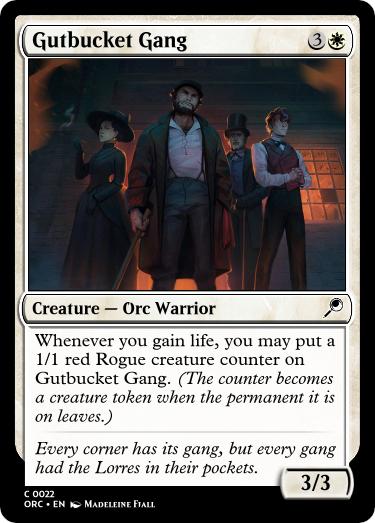 Gutbucket Gang 3
Creature — Orc Warrior
Whenever you gain life, you may put a
1/1 red Rogue creature counter on
Gutbucket Gang. (The counter becomes
a creature token when the permanent it is
on leaves.)
Every corner has its gang, but every gang
had the Lorres in their pockets.
3/3
C 0022
ORC • EN Madeleine Fiall